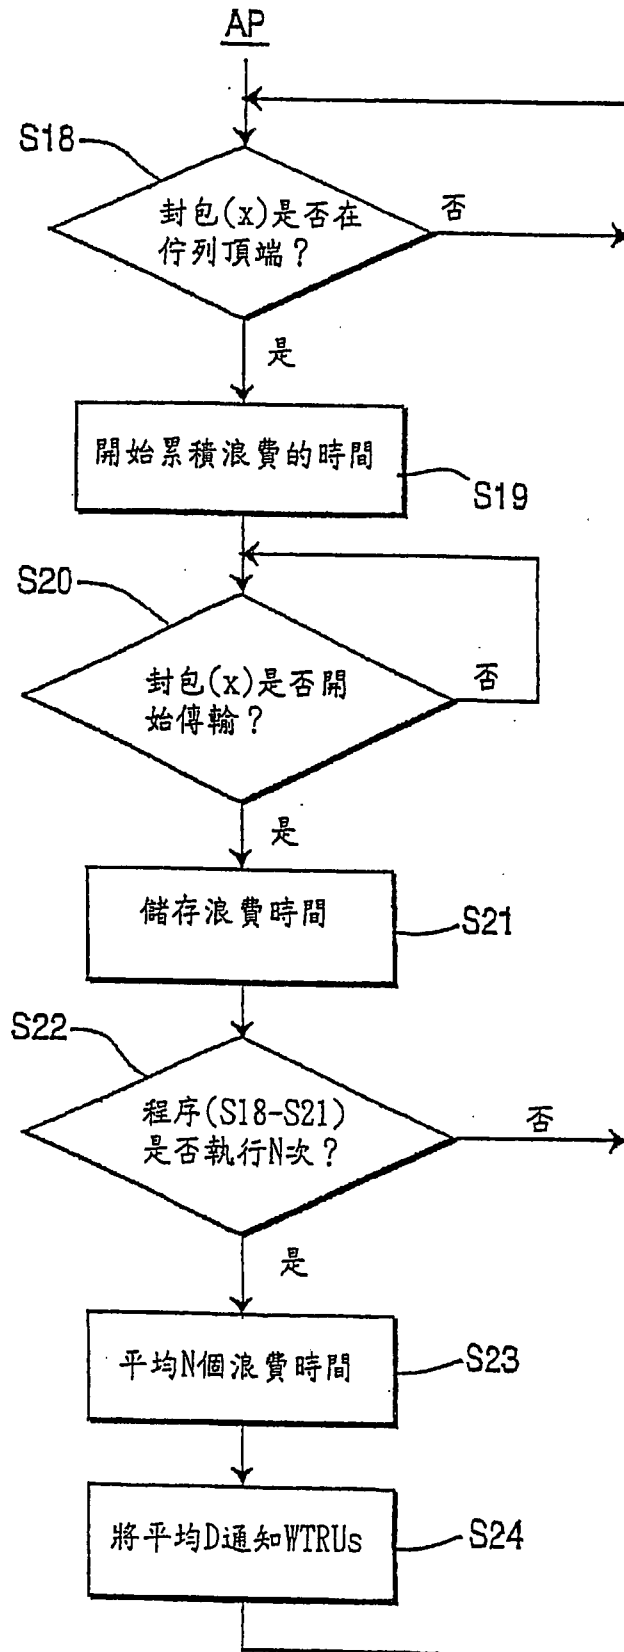 AP
S18
封包(x)是否在
佇列頂端？
否
是
開始累積浪費的時間
S19
S20
封包(x)是否開
始傳輸？
否
是
儲存浪費時間
S21
S22
程序(S18-S21)
是否執行N次？
否
是
平均N個浪費時間
S23
將平均D通知WTRUs
S24